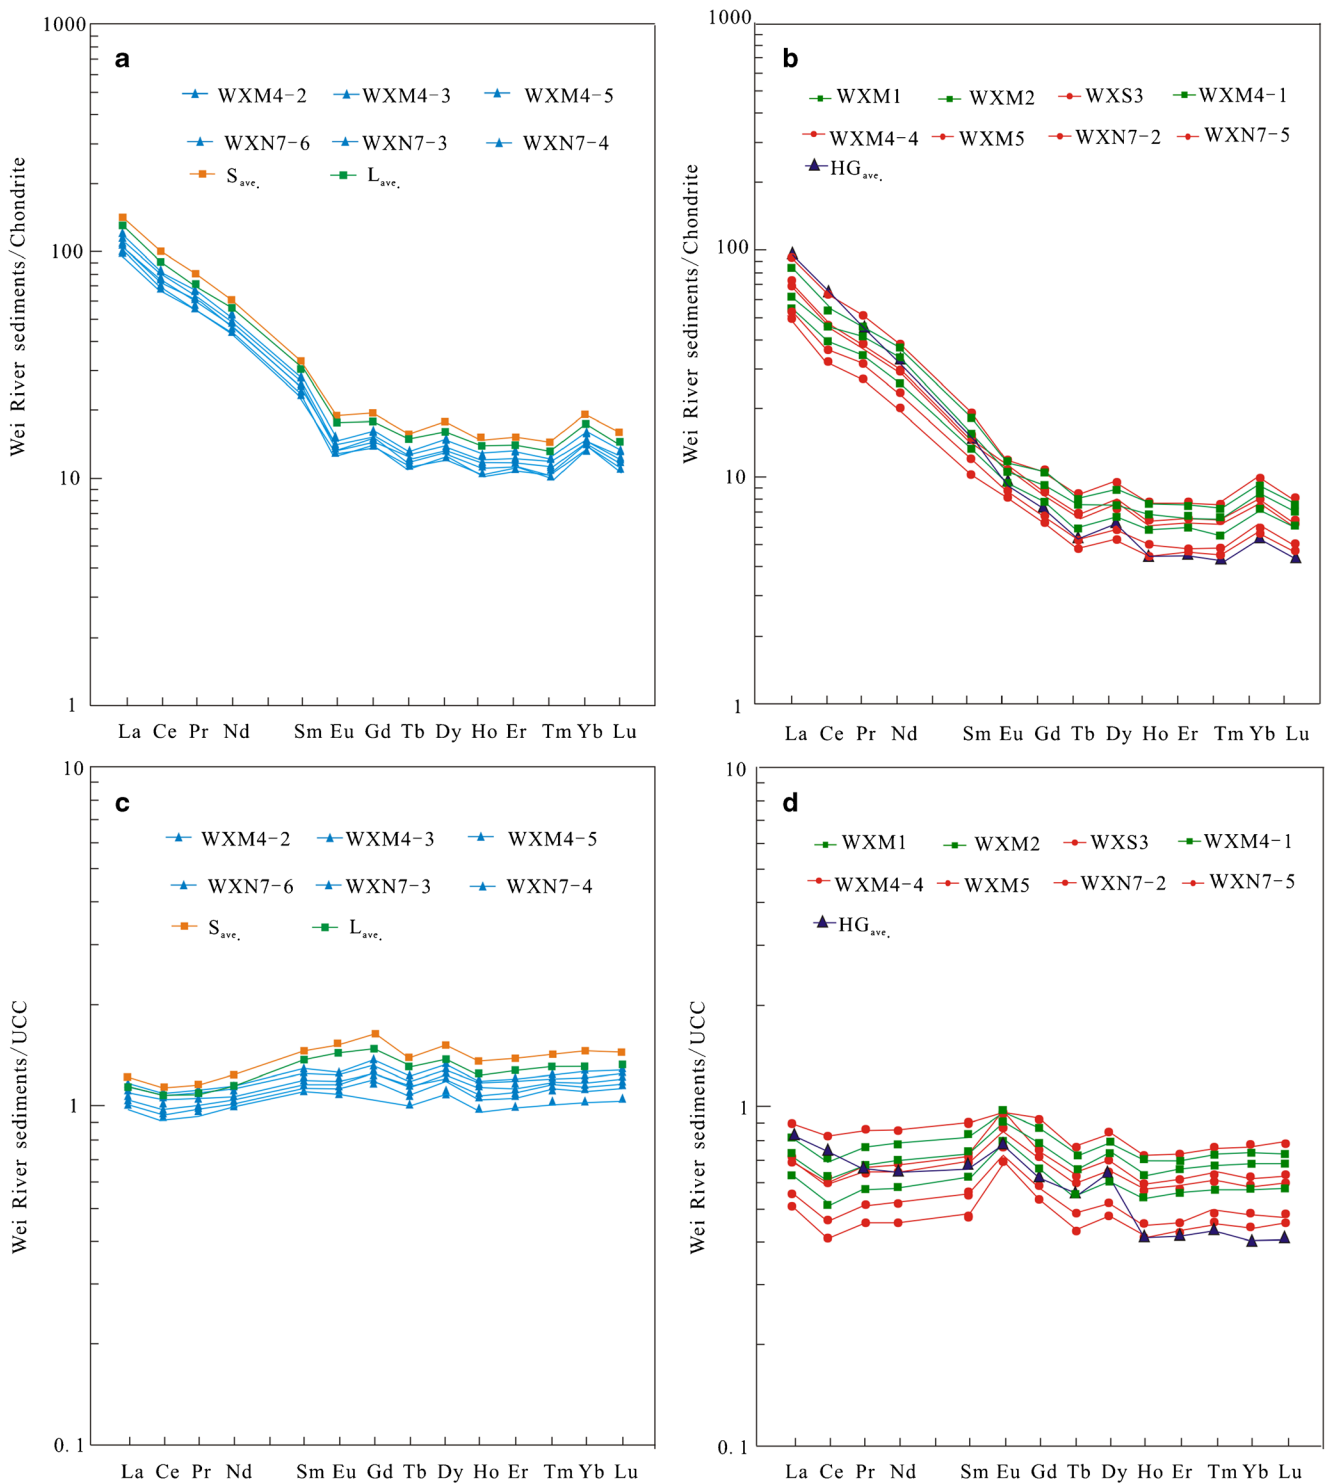 a
1000
100
10
1
Wei River sediments/Chondrite
WXM4-2 WXM4-3 WXM4-5
WXN7-6 WXN7-3 WXN7-4
Save. Lave.
La Ce Pr Nd Sm Eu Gd Tb Dy Ho Er Tm Yb Lu
b
1000
100
10
1
Wei River sediments/Chondrite
WXM1 WXM2 WXS3 WXM4-1
WXM4-4 WXM5 WXN7-2 WXN7-5
HGave.
La Ce Pr Nd Sm Eu Gd Tb Dy Ho Er Tm Yb Lu
c
10
1
0.1
Wei River sediments/UCC
WXM4-2 WXM4-3 WXM4-5
WXN7-6 WXN7-3 WXN7-4
Save. Lave.
La Ce Pr Nd Sm Eu Gd Tb Dy Ho Er Tm Yb Lu
d
10
1
0.1
Wei River sediments/UCC
WXM1 WXM2 WXS3 WXM4-1
WXM4-4 WXM5 WXN7-2 WXN7-5
HGave.
La Ce Pr Nd Sm Eu Gd Tb Dy Ho Er Tm Yb Lu